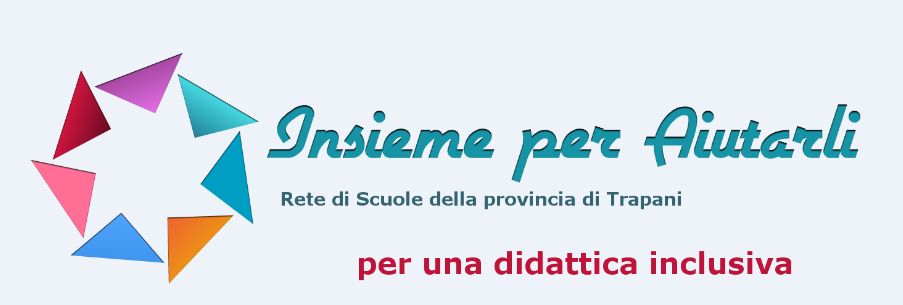 Insieme per Aiutarli
Rete di Scuole della provincia di Trapani
per una didattica inclusiva